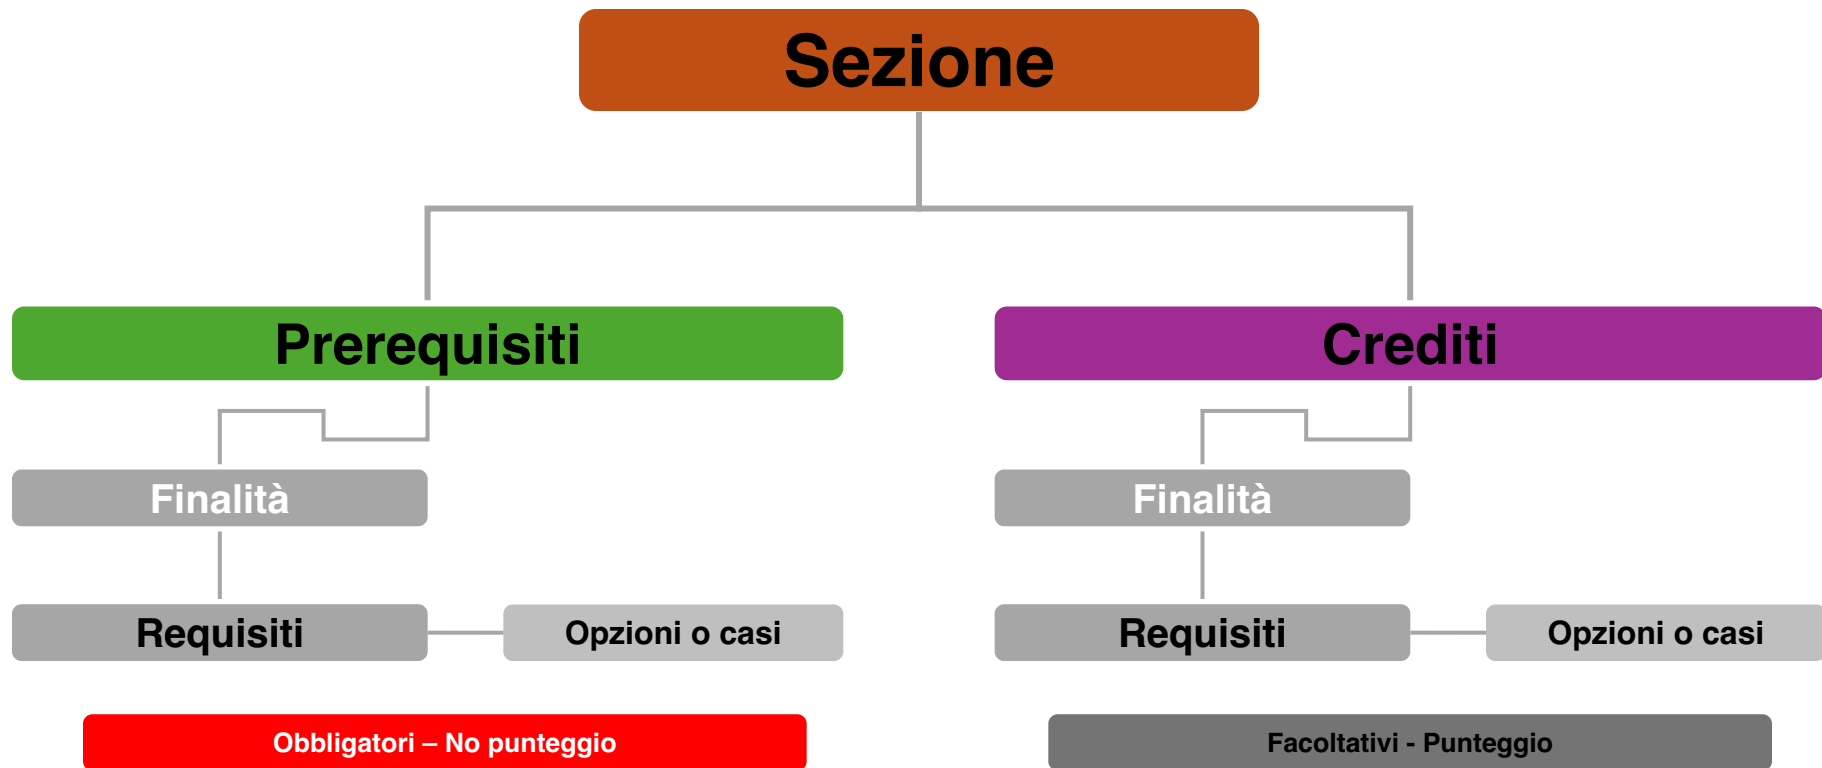 Sezione
Prerequisiti
Crediti
Finalità
Finalità
Requisiti
Opzioni o casi
Requisiti
Opzioni o casi
Obbligatori – No punteggio
Facoltativi - Punteggio